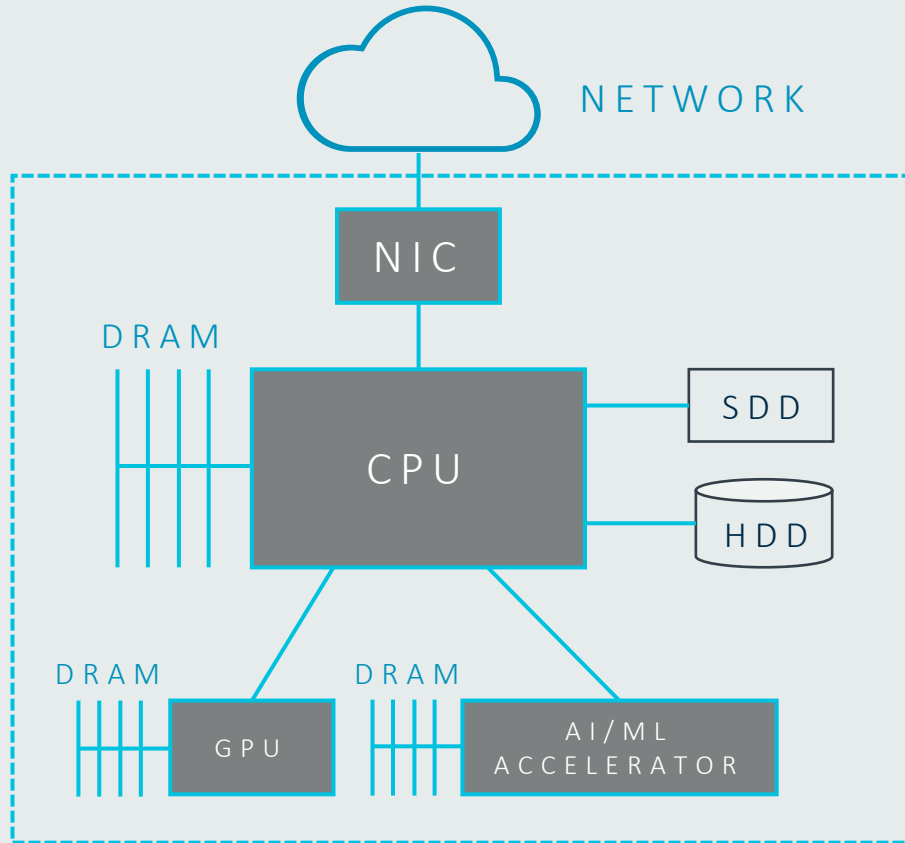 NETWORK
NIC
DRAM
CPU
SDD
HDD
DRAM
GPU
DRAM
AI/ML
ACCELERATOR